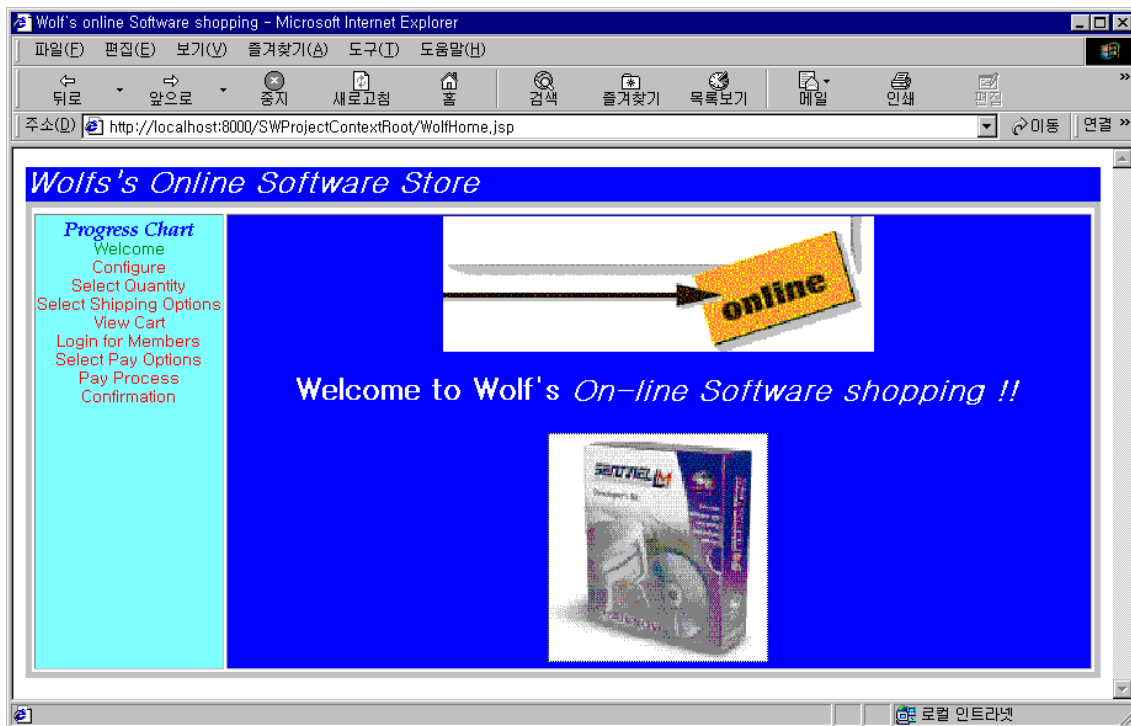 Wolf's online Software shopping - Microsoft Internet Explorer
파일(F) 편집(E) 보기(V) 즐겨찾기(A) 도구(T) 도움말(H)
뒤로 앞으로 중지 새로고침 홈 검색 즐겨찾기 목록보기 메일 인쇄 편집 »
주소(D) http://localhost:8000/SWProjectContextRoot/WolfHome.jsp 이동 연결 »
Wolfs's Online Software Store
Progress Chart
Welcome
Configure
Select Quantity
Select Shipping Options
View Cart
Login for Members
Select Pay Options
Pay Process
Confirmation
online
Welcome to Wolf's On-line Software shopping !!
SENTINEL LM
Developer's Kit
로컬 인트라넷